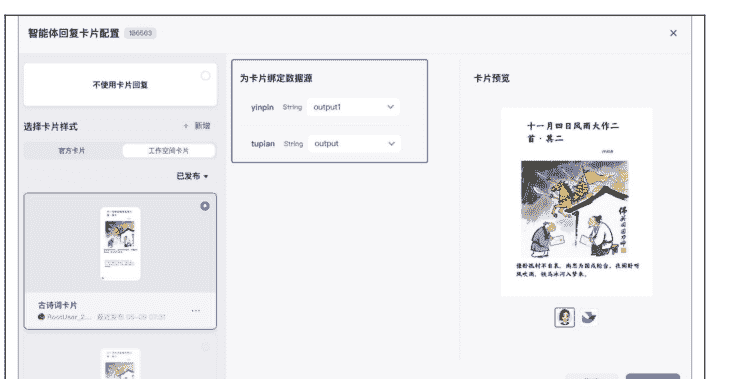 智能体回复卡片配置 186563
不使用卡片回复
选择卡片样式 + 新增
官方卡片 工作空间卡片
已发布
古诗词卡片
RootUser_2...
为卡片绑定数据源
yinpin String output1
tupian String output
卡片预览
十一月四日风雨大作二
首·其二
僵卧孤村不自哀，尚思为国戍轮台。夜阑卧听
风吹雨，铁马冰河入梦来。